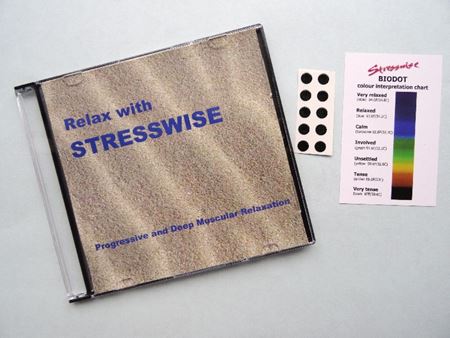 Relax with
STRESSWISE
Progressive and Deep Muscular Relaxation
Stresswise
BIODOT
colour interpretation chart
Very relaxed
Relaxed
Calm
Involved
Unsettled
Tense
Very tense